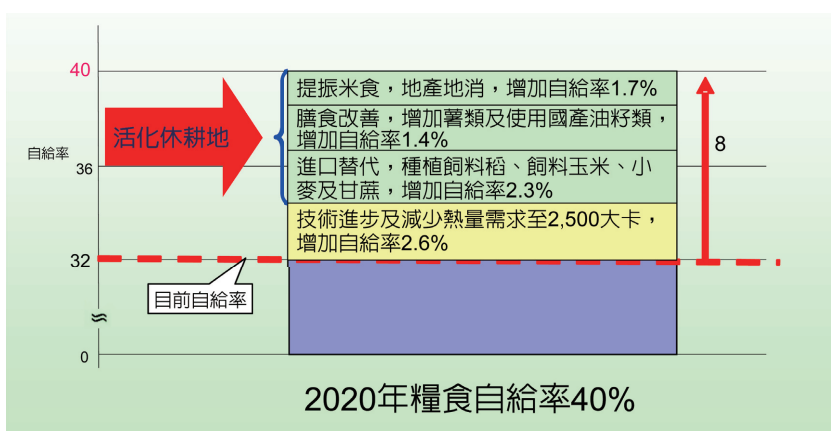 40
自給率
36
32
0
活化休耕地
提振米食，地產地消，增加自給率1.7%
膳食改善，增加薯類及使用國產油籽類，
增加自給率1.4%
進口替代，種植飼料稻、飼料玉米、小
麥及甘蔗，增加自給率2.3%
技術進步及減少熱量需求至2,500大卡，
增加自給率2.6%
8
目前自給率
2020年糧食自給率40%